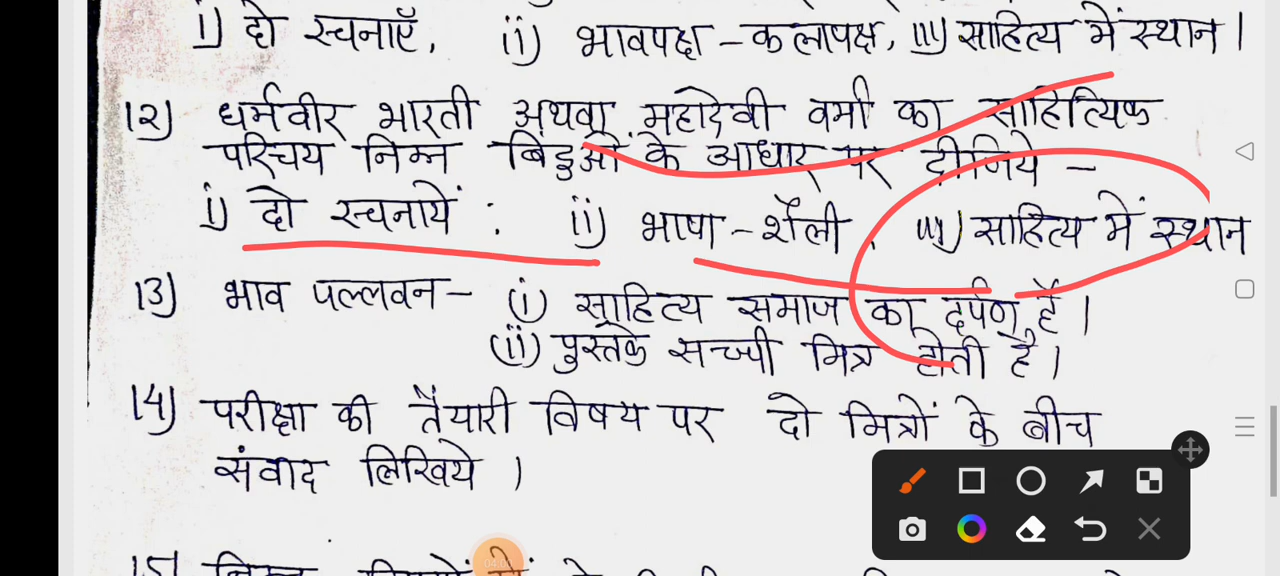 i) दो रचनाएँ, ii) भावपक्ष - कलापक्ष, iii) साहित्य में स्थान।
12) धर्मवीर भारती अथवा महादेवी वर्मा का साहित्यिक
परिचय निम्न बिंदुओं के आधार पर दीजिये -
i) दो रचनायें : ii) भाषा - शैली, iii) साहित्य में स्थान
13) भाव पल्लवन - (i) साहित्य समाज का दर्पण है।
(ii) पुस्तकें सच्ची मित्र होती है।
14) परीक्षा की तैयारी विषय पर दो मित्रों के बीच
संवाद लिखिये।
15)